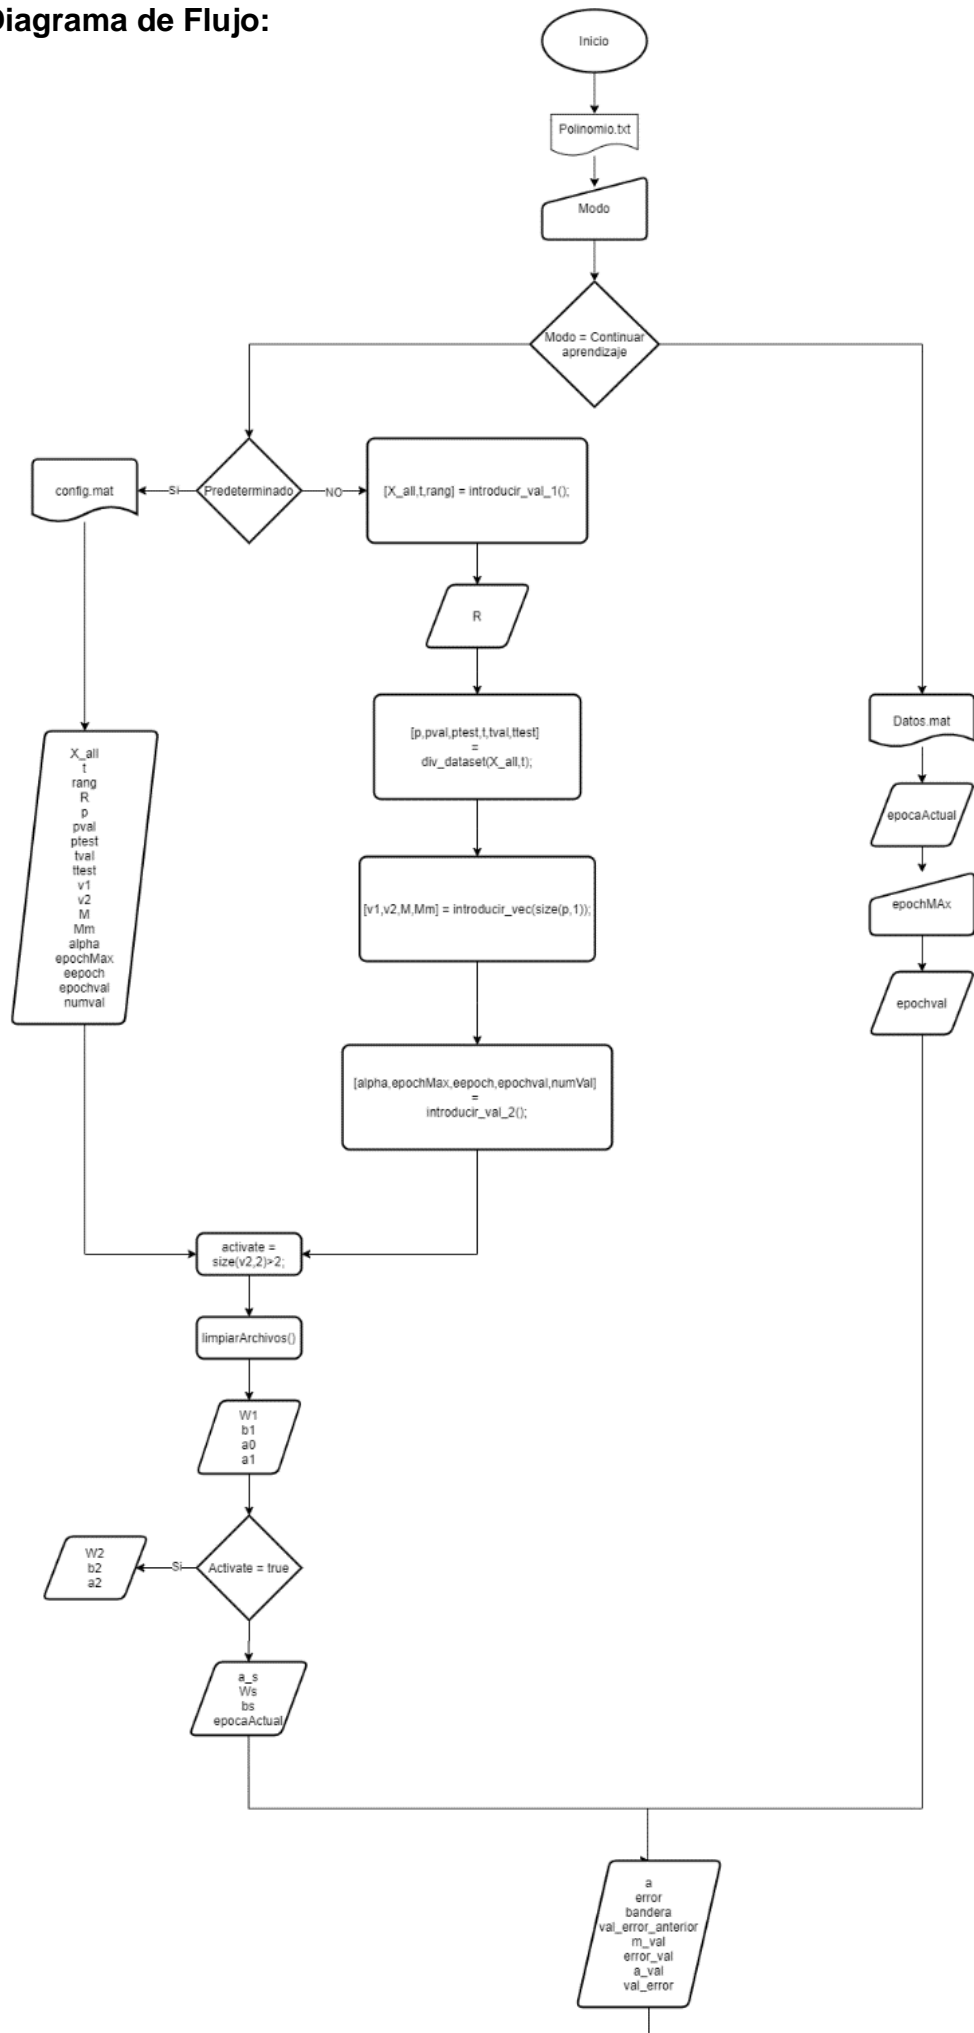 Diagrama de Flujo:
Inicio
Polinomio.txt
Modo
Modo = Continuar
aprendizaje
Predeterminado
Si
NO
config.mat
[X_all,t,rang] = introducir_val_1();
R
[p,pval,ptest,t,tval,ttest]
=
div_dataset(X_all,t);
[v1,v2,M,Mm] = introducir_vec(size(p,1));
[alpha,epochMax,eepoch,epochval,numVal]
=
introducir_val_2();
X_all
t
rang
R
p
pval
ptest
tval
ttest
v1
v2
M
Mm
alpha
epochMax
eepoch
epochval
numval
Datos.mat
epocaActual
epochMAx
epochval
activate =
size(v2,2)>2;
limpiarArchivos()
W1
b1
a0
a1
Activate = true
Si
W2
b2
a2
a_s
Ws
bs
epocaActual
a
error
bandera
val_error_anterior
m_val
error_val
a_val
val_error